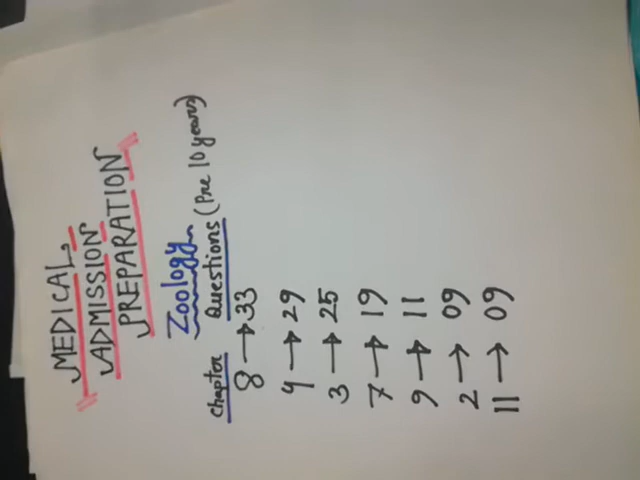 MEDICAL
ADMISSION
PREPARATION
Zoology
Chapter Questions (Pre 10 years)
8 → 33
4 → 29
3 → 25
7 → 19
9 → 11
2 → 09
11 → 09